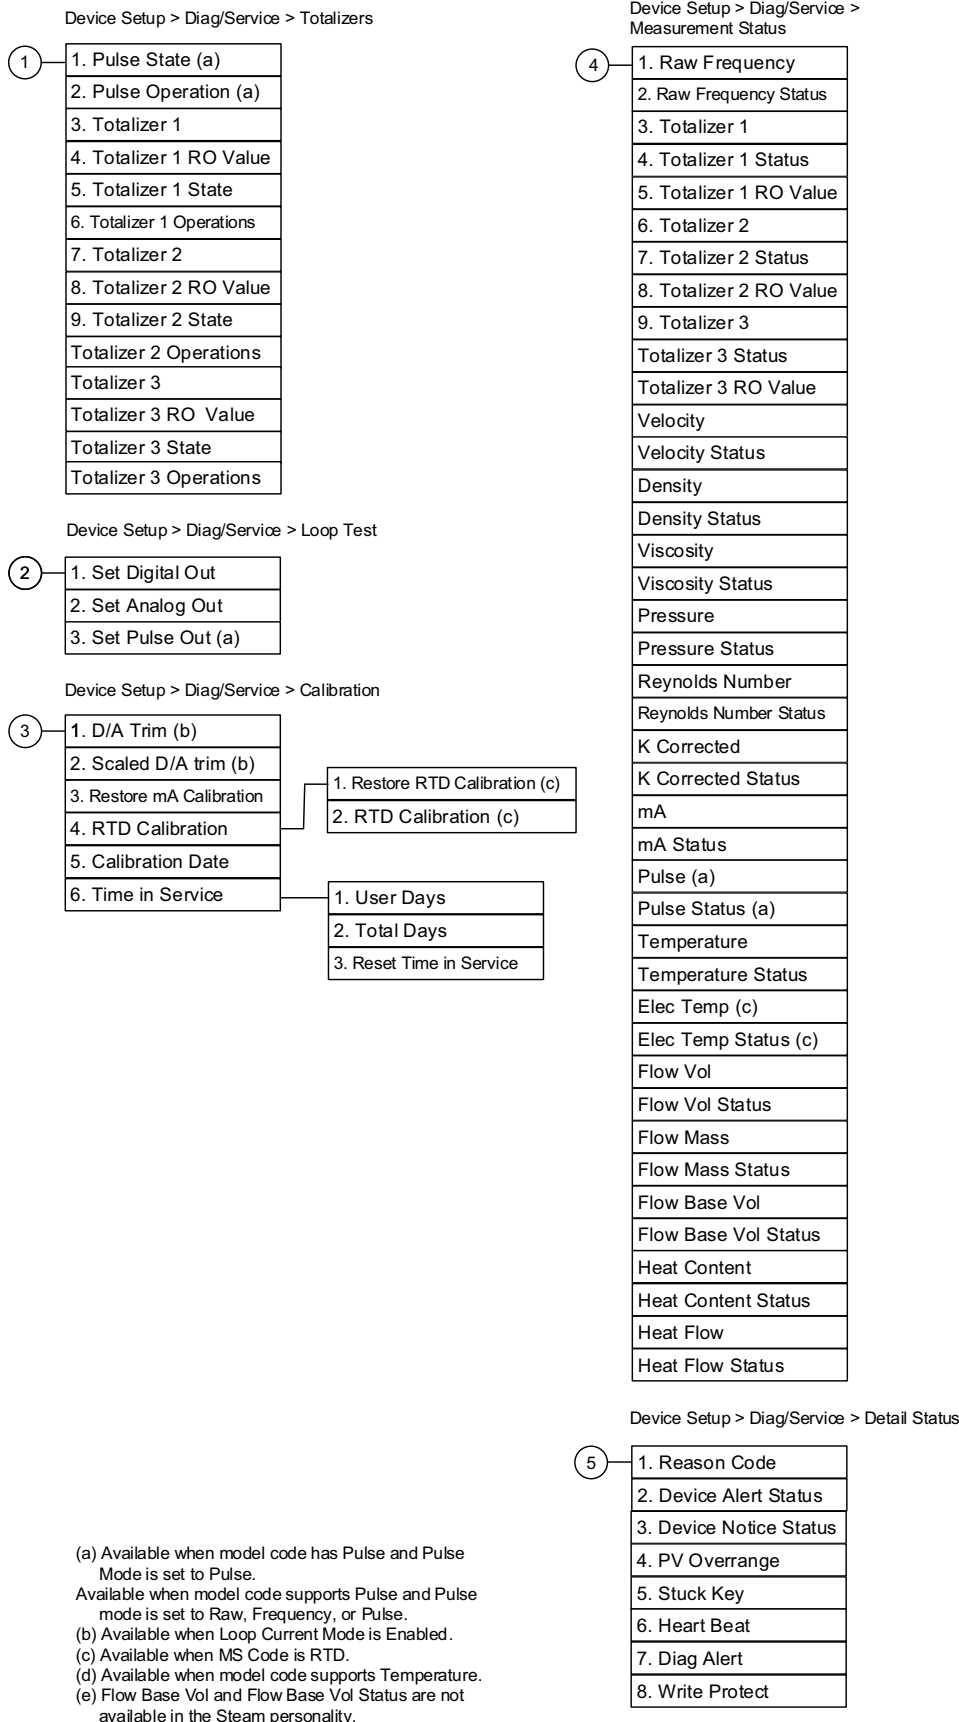 Device Setup > Diag/Service > Totalizers
1
1. Pulse State (a)
2. Pulse Operation (a)
3. Totalizer 1
4. Totalizer 1 RO Value
5. Totalizer 1 State
6. Totalizer 1 Operations
7. Totalizer 2
8. Totalizer 2 RO Value
9. Totalizer 2 State
Totalizer 2 Operations
Totalizer 3
Totalizer 3 RO Value
Totalizer 3 State
Totalizer 3 Operations
Device Setup > Diag/Service > Loop Test
2
1. Set Digital Out
2. Set Analog Out
3. Set Pulse Out (a)
Device Setup > Diag/Service > Calibration
3
1. D/A Trim (b)
2. Scaled D/A trim (b)
3. Restore mA Calibration
4. RTD Calibration
5. Calibration Date
6. Time in Service
1. Restore RTD Calibration (c)
2. RTD Calibration (c)
1. User Days
2. Total Days
3. Reset Time in Service
Device Setup > Diag/Service >
Measurement Status
4
1. Raw Frequency
2. Raw Frequency Status
3. Totalizer 1
4. Totalizer 1 Status
5. Totalizer 1 RO Value
6. Totalizer 2
7. Totalizer 2 Status
8. Totalizer 2 RO Value
9. Totalizer 3
Totalizer 3 Status
Totalizer 3 RO Value
Velocity
Velocity Status
Density
Density Status
Viscosity
Viscosity Status
Pressure
Pressure Status
Reynolds Number
Reynolds Number Status
K Corrected
K Corrected Status
mA
mA Status
Pulse (a)
Pulse Status (a)
Temperature
Temperature Status
Elec Temp (c)
Elec Temp Status (c)
Flow Vol
Flow Vol Status
Flow Mass
Flow Mass Status
Flow Base Vol
Flow Base Vol Status
Heat Content
Heat Content Status
Heat Flow
Heat Flow Status
Device Setup > Diag/Service > Detail Status
5
1. Reason Code
2. Device Alert Status
3. Device Notice Status
4. PV Overrange
5. Stuck Key
6. Heart Beat
7. Diag Alert
8. Write Protect
(a) Available when model code has Pulse and Pulse
Mode is set to Pulse.
Available when model code supports Pulse and Pulse
mode is set to Raw, Frequency, or Pulse.
(b) Available when Loop Current Mode is Enabled.
(c) Available when MS Code is RTD.
(d) Available when model code supports Temperature.
(e) Flow Base Vol and Flow Base Vol Status are not
available in the Steam personality.